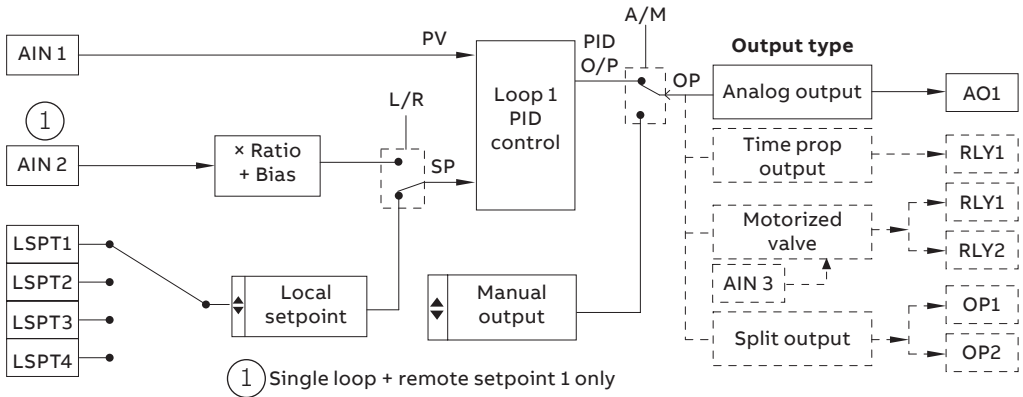 AIN 1
PV
Loop 1
PID
control
PID
O/P
A/M
OP
Output type
Analog output
AO1
1
AIN 2
× Ratio
+ Bias
L/R
SP
Time prop
output
RLY1
Motorized
valve
RLY1
RLY2
AIN 3
LSPT1
LSPT2
LSPT3
LSPT4
Local
setpoint
Manual
output
Split output
OP1
OP2
1 Single loop + remote setpoint 1 only